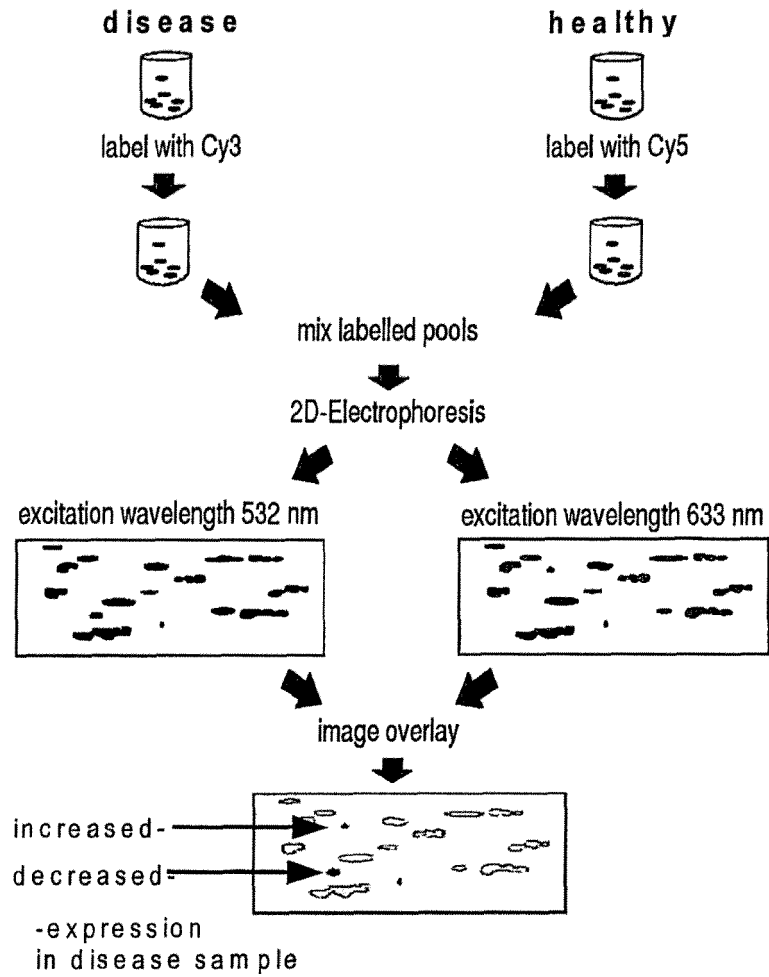 disease
healthy
label with Cy3
label with Cy5
mix labelled pools
2D-Electrophoresis
excitation wavelength 532 nm
excitation wavelength 633 nm
image overlay
increased-
decreased-
-expression
in disease sample